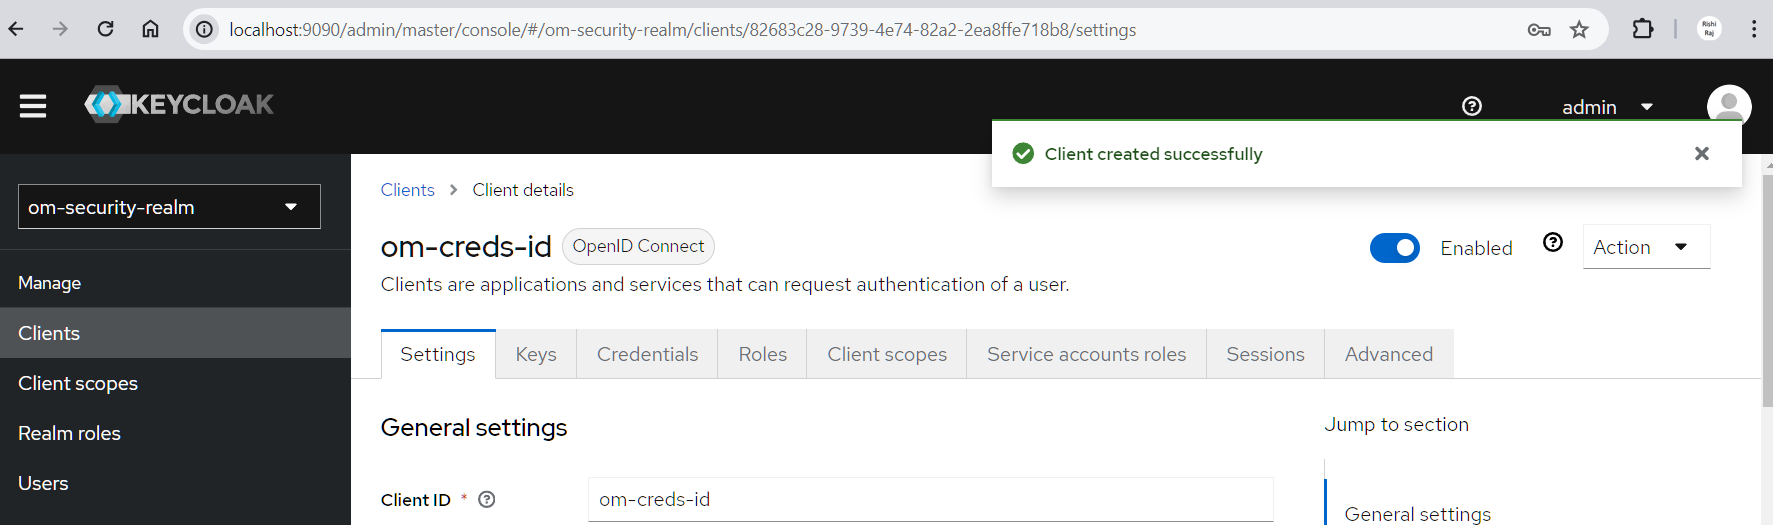 localhost:9090/admin/master/console/#/om-security-realm/clients/82683c28-9739-4e74-82a2-2ea8ffe718b8/settings
Rishi
Raj
KEYCLOAK
admin
Client created successfully
om-security-realm
Manage
Clients
Client scopes
Realm roles
Users
Clients > Client details
om-creds-id OpenID Connect
Enabled
Action
Clients are applications and services that can request authentication of a user.
Settings Keys Credentials Roles Client scopes Service accounts roles Sessions Advanced
General settings
Jump to section
Client ID * om-creds-id
General settings